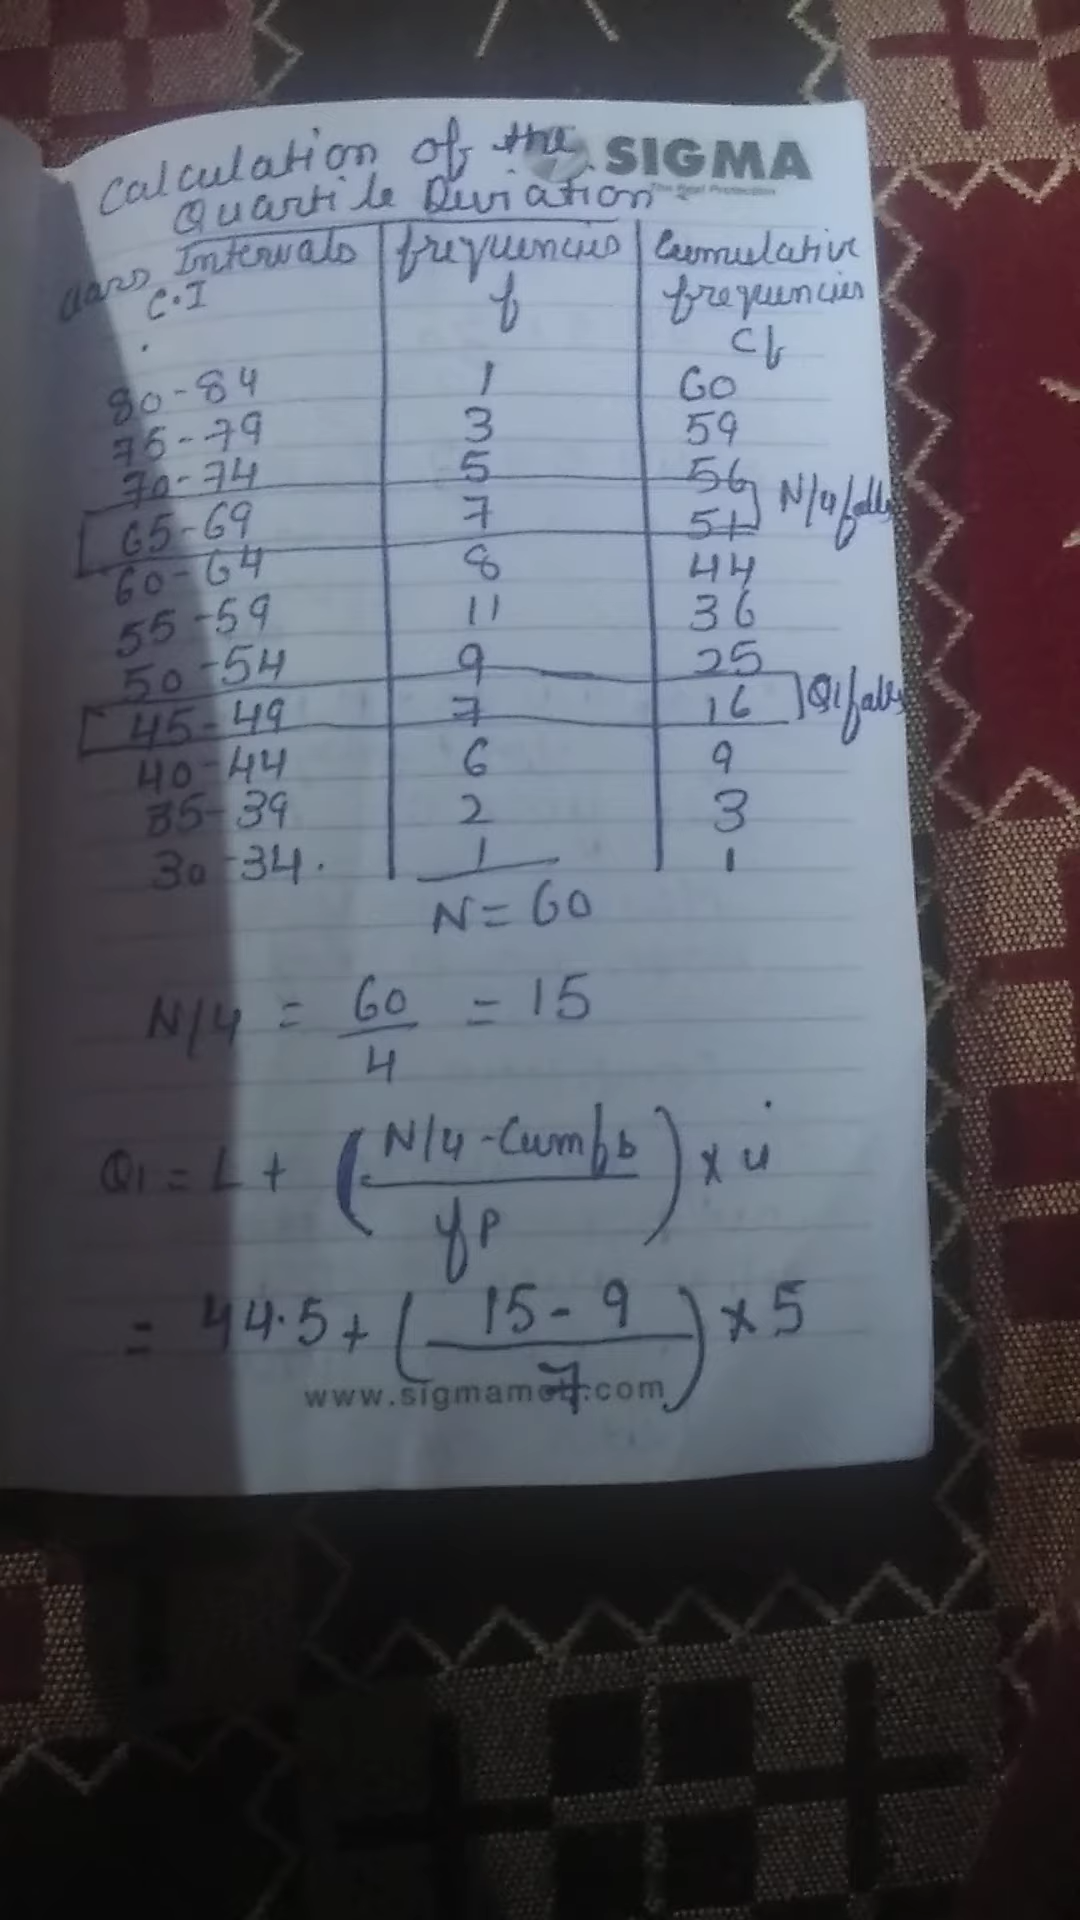 Calculation of the SIGMA
The Real Protection
Quartile Deviation
Class Intervals frequencies Cumulative
C.I f frequencies
Cf
80-84 1 60
75-79 3 59
70-74 5 56
65-69 7 51 N/4 falls
60-64 8 44
55-59 11 36
50-54 9 25
45-49 7 16 Q1 falls
40-44 6 9
35-39 2 3
30-34. 1 1
N = 60
N/4 = 60/4 = 15
Q1 = L + (N/4 - Cumfb / fp) × i
= 44.5 + (15 - 9 / 7) × 5